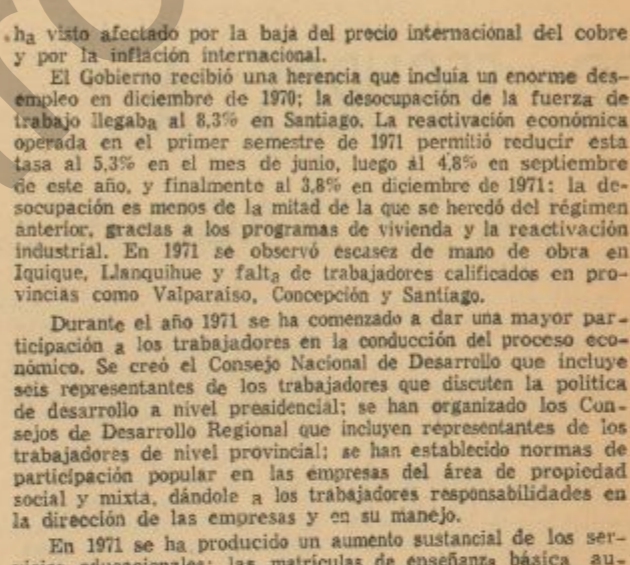 ha visto afectado por la baja del precio internacional del cobre
y por la inflación internacional.
El Gobierno recibió una herencia que incluía un enorme des-
empleo en diciembre de 1970; la desocupación de la fuerza de
trabajo llegaba al 8,3% en Santiago. La reactivación económica
operada en el primer semestre de 1971 permitió reducir esta
tasa al 5,3% en el mes de junio, luego al 4,8% en septiembre
de este año, y finalmente al 3,8% en diciembre de 1971: la de-
socupación es menos de la mitad de la que se heredó del régimen
anterior, gracias a los programas de vivienda y la reactivación
industrial. En 1971 se observó escasez de mano de obra en
Iquique, Llanquihue y falta de trabajadores calificados en pro-
vincias como Valparaíso, Concepción y Santiago.
Durante el año 1971 se ha comenzado a dar una mayor par-
ticipación a los trabajadores en la conducción del proceso eco-
nómico. Se creó el Consejo Nacional de Desarrollo que incluye
seis representantes de los trabajadores que discuten la política
de desarrollo a nivel presidencial; se han organizado los Con-
sejos de Desarrollo Regional que incluyen representantes de los
trabajadores de nivel provincial; se han establecido normas de
participación popular en las empresas del área de propiedad
social y mixta, dándole a los trabajadores responsabilidades en
la dirección de las empresas y en su manejo.
En 1971 se ha producido un aumento sustancial de los ser-
educacionales: las matrículas de enseñanza básica au-